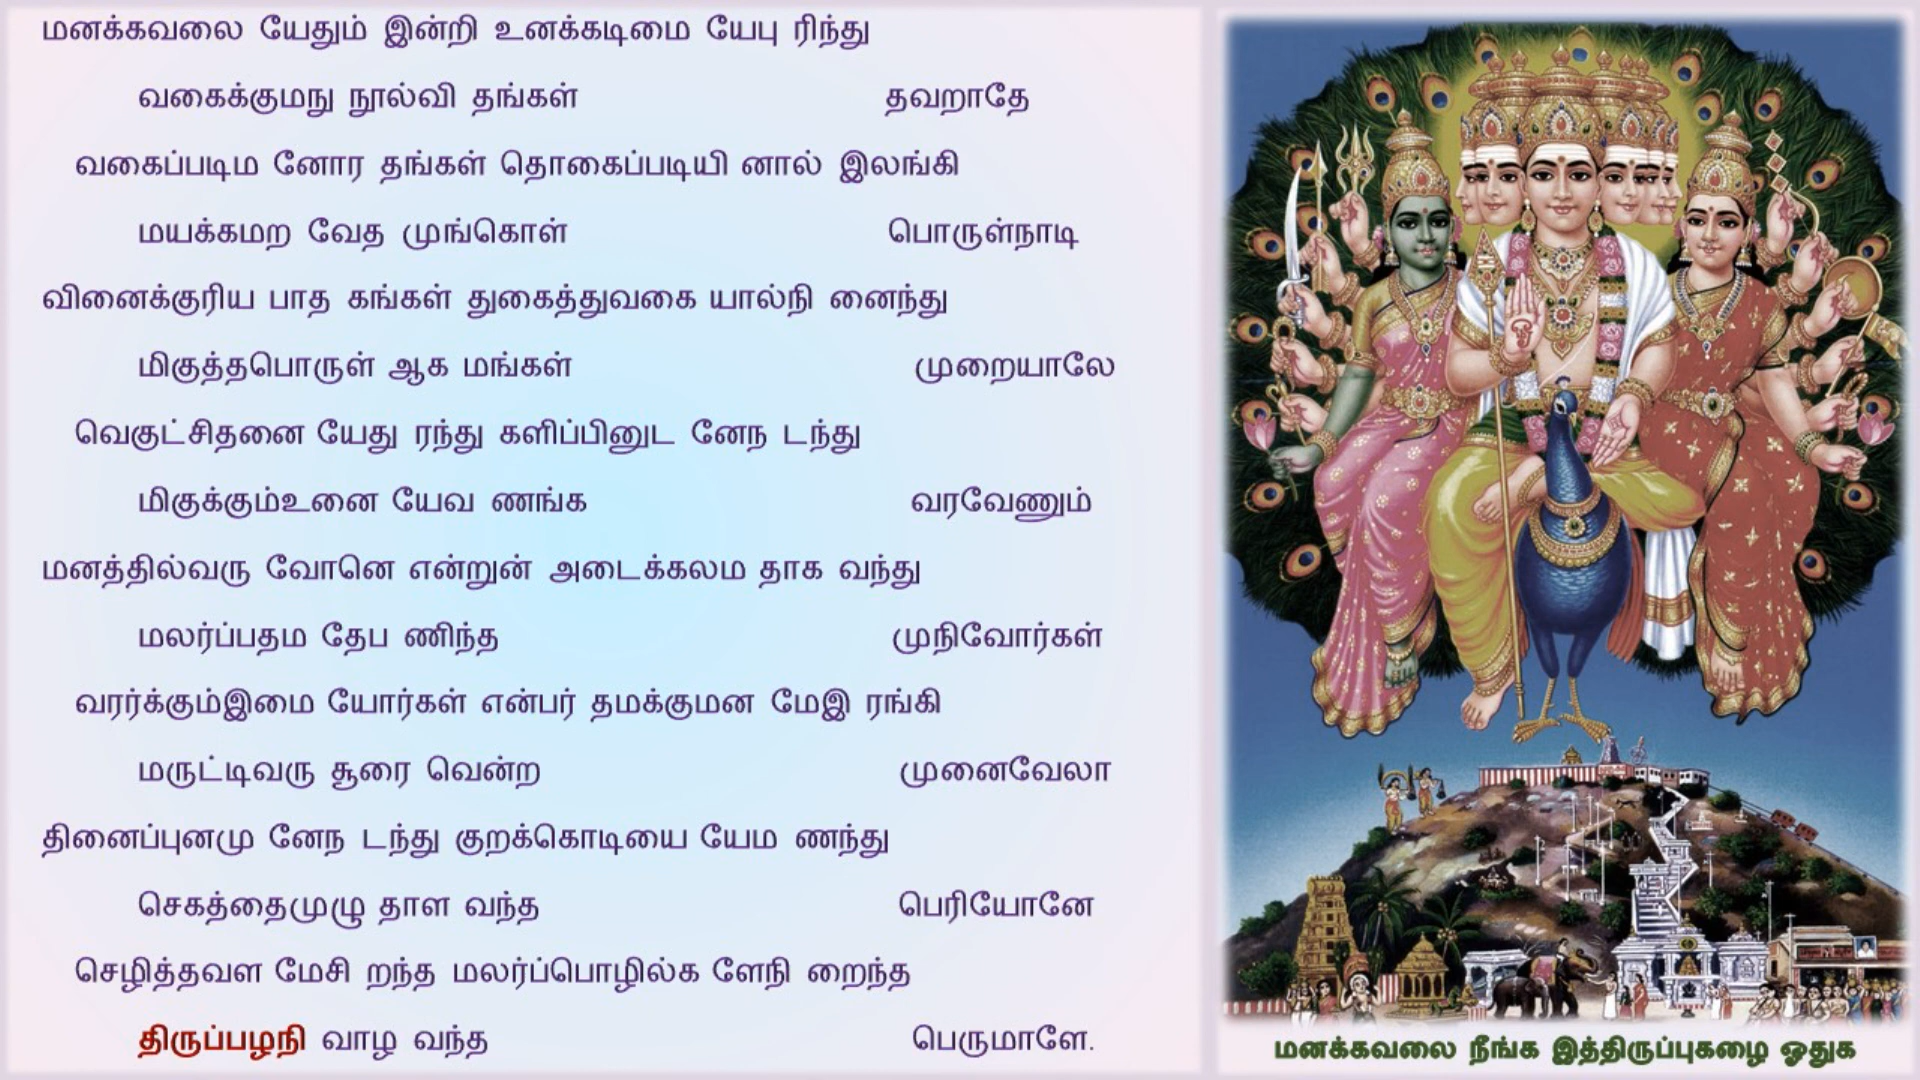 மனக்கவலை யேதும் இன்றி உனக்கடிமை யேபு ரிந்து
வகைக்குமநு நூல்வி தங்கள் தவறாதே
வகைப்படிம னோர தங்கள் தொகைப்படியி னால் இலங்கி
மயக்கமற வேத முங்கொள் பொருள்நாடி
வினைக்குரிய பாத கங்கள் துகைத்துவகை யால்நி னைந்து
மிகுத்தபொருள் ஆக மங்கள் முறையாலே
வெகுட்சிதனை யேது ரந்து களிப்பினுட னேந டந்து
மிகுக்கும்உனை யேவ ணங்க வரவேணும்
மனத்தில்வரு வோனெ என்றுன் அடைக்கலம தாக வந்து
மலர்ப்பதம தேப ணிந்த முநிவோர்கள்
வரர்க்கும்இமை யோர்கள் என்பர் தமக்குமன மேஇ ரங்கி
மருட்டிவரு சூரை வென்ற முனைவேலா
தினைப்புனமு னேந டந்து குறக்கொடியை யேம ணந்து
செகத்தைமுழு தாள வந்த பெரியோனே
செழித்தவள மேசி றந்த மலர்ப்பொழில்க ளேநி றைந்த
திருப்பழநி வாழ வந்த பெருமாளே.
மனக்கவலை நீங்க இத்திருப்புகழை ஓதுக